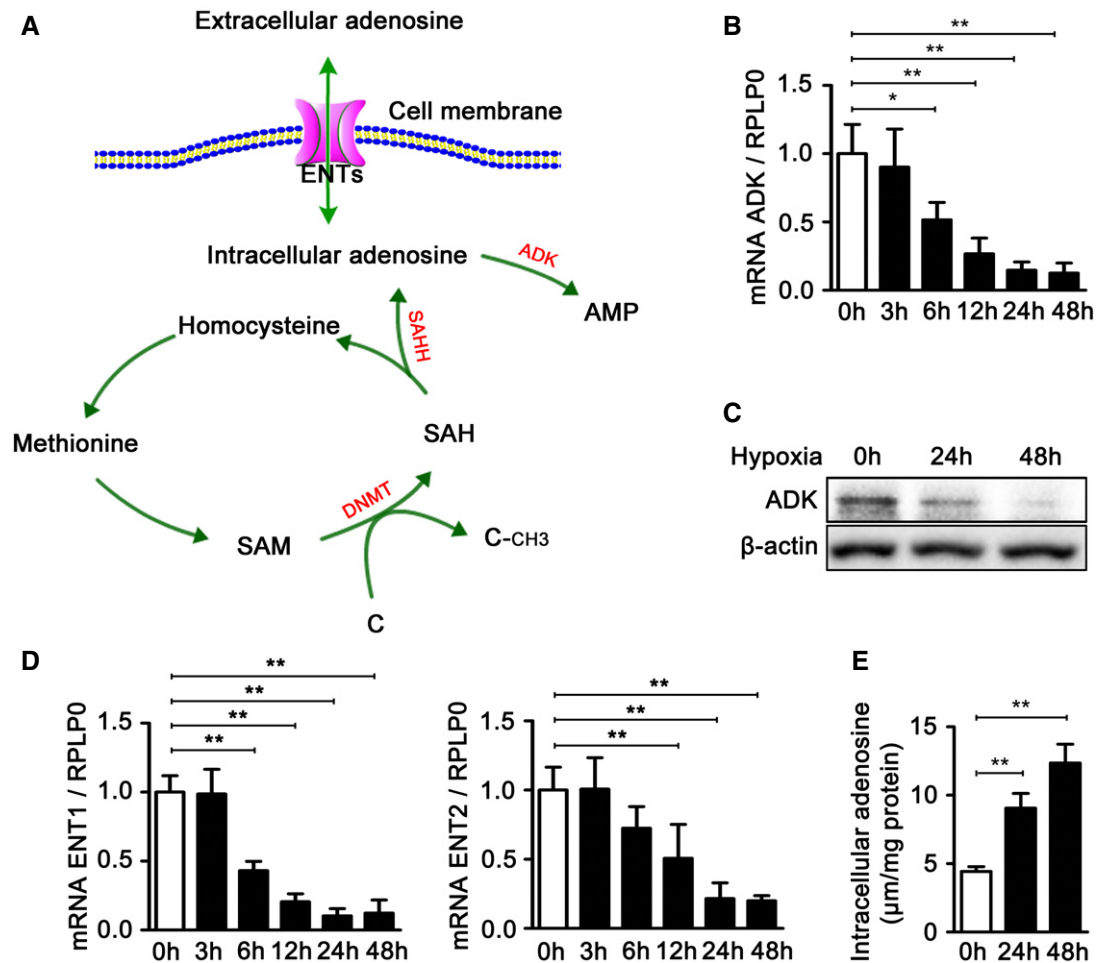 A
Extracellular adenosine
Cell membrane
ENTs
Intracellular adenosine
ADK
AMP
SAHH
Homocysteine
Methionine
SAH
DNMT
SAM
C-CH3
C
B
**
**
**
*
mRNA ADK / RPLP0
1.5
1.0
0.5
0.0
0h 3h 6h 12h 24h 48h
C
Hypoxia 0h 24h 48h
ADK
β-actin
D
**
**
**
**
mRNA ENT1 / RPLP0
1.5
1.0
0.5
0.0
0h 3h 6h 12h 24h 48h
**
**
**
mRNA ENT2 / RPLP0
1.5
1.0
0.5
0.0
0h 3h 6h 12h 24h 48h
E
**
**
Intracellular adenosine
(µm/mg protein)
15
10
5
0
0h 24h 48h